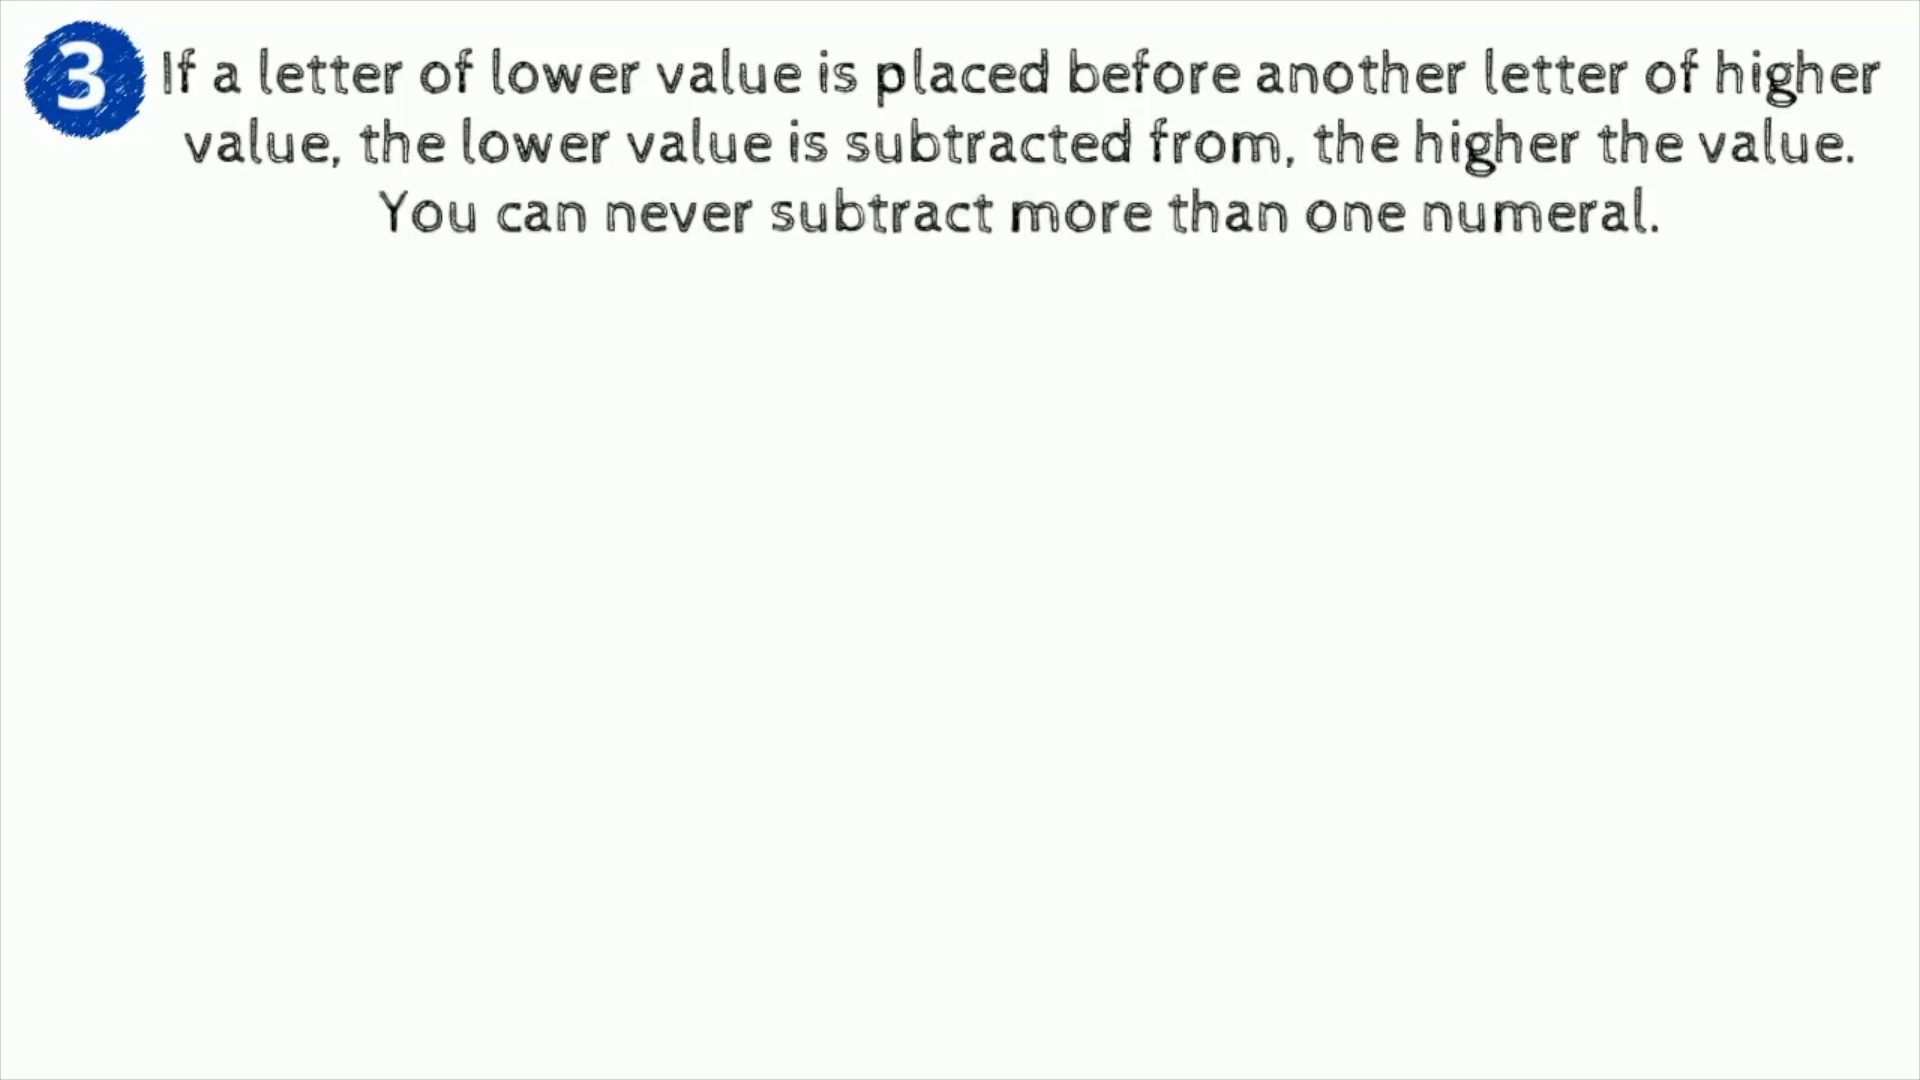 3 If a letter of lower value is placed before another letter of higher
value, the lower value is subtracted from, the higher the value.
You can never subtract more than one numeral.